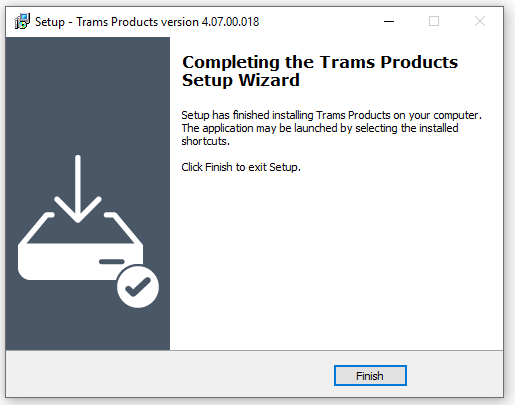 Setup - Trams Products version 4.07.00.018
Completing the Trams Products
Setup Wizard
Setup has finished installing Trams Products on your computer.
The application may be launched by selecting the installed
shortcuts.
Click Finish to exit Setup.
Finish